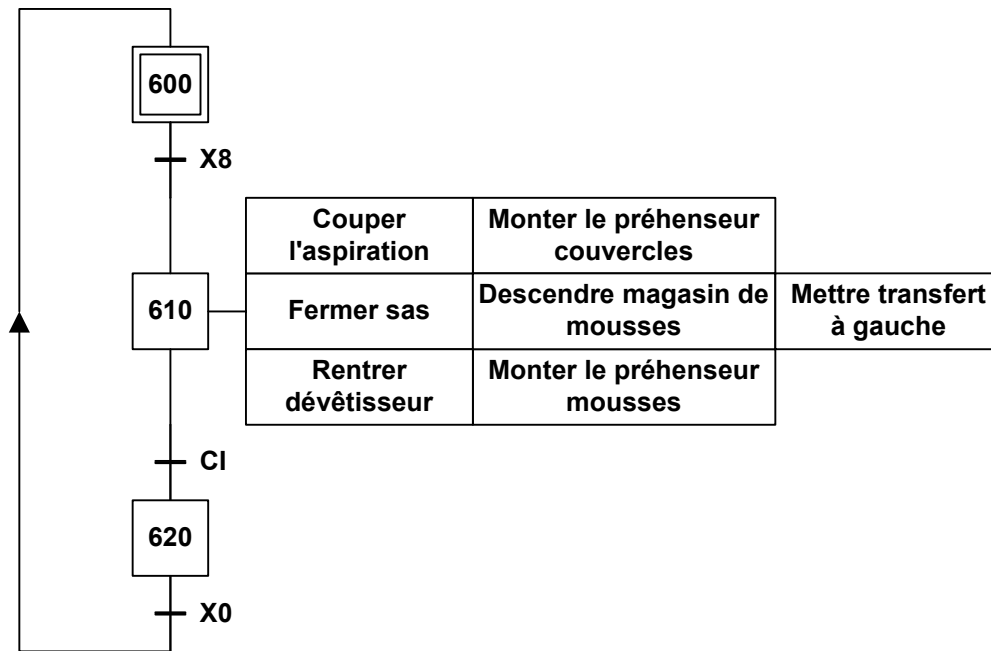 600
X8
Couper
l'aspiration
Monter le préhenseur
couvercles
610
Fermer sas
Descendre magasin de
mousses
Mettre transfert
à gauche
Rentrer
dévêtisseur
Monter le préhenseur
mousses
CI
620
X0